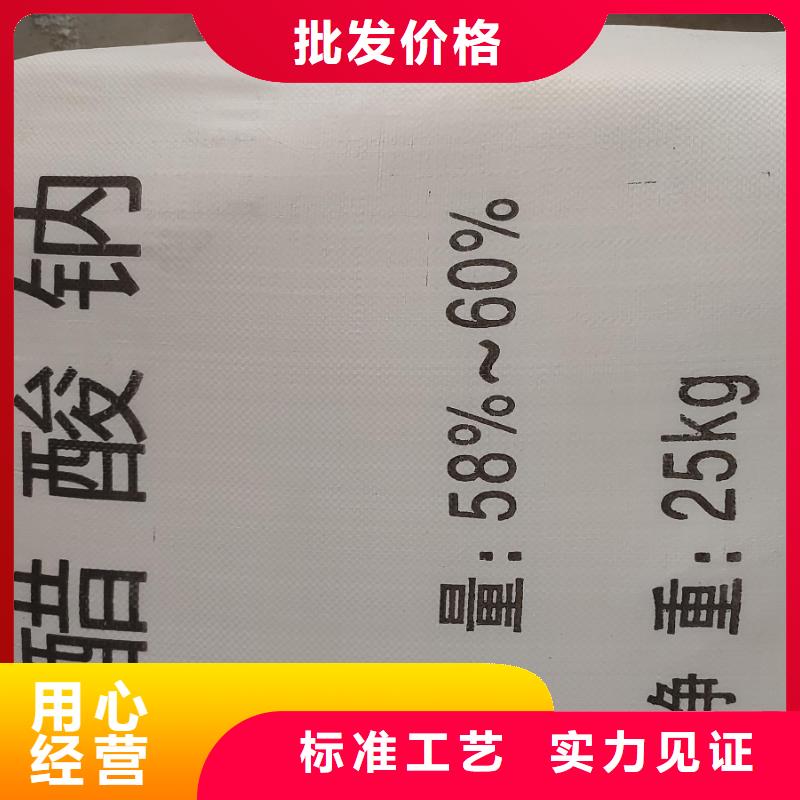 批发价格
醋酸钠
量:58%~60%
净重:25kg
用心
经营
标准工艺 实力见证